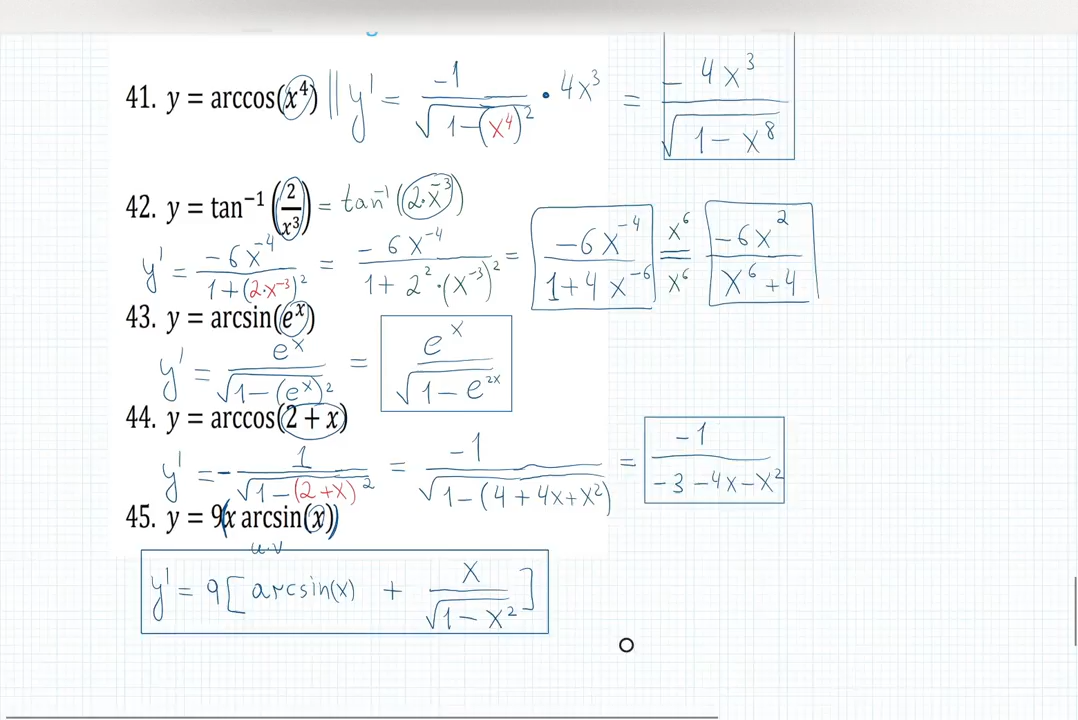 41. y = arccos(x⁴) || y' = -1/√(1-(x⁴)²) • 4x³ = -4x³/√(1-x⁸)
42. y = tan⁻¹(2/x³) = tan⁻¹(2·x⁻³)
y' = -6x⁻⁴/(1+(2·x⁻³)²) = -6x⁻⁴/(1+2²·(x⁻³)²) = -6x⁻⁴/(1+4x⁻⁶) x⁶/x⁶ = -6x²/(x⁶+4)
43. y = arcsin(eˣ)
y' = eˣ/√(1-(eˣ)²) = eˣ/√(1-e²ˣ)
44. y = arccos(2 + x)
y' = -1/√(1-(2+x)²) = -1/√(1-(4+4x+x²)) = -1/(-3-4x-x²)
45. y = 9(x arcsin(x))
u·v
y' = 9[arcsin(x) + x/√(1-x²)]